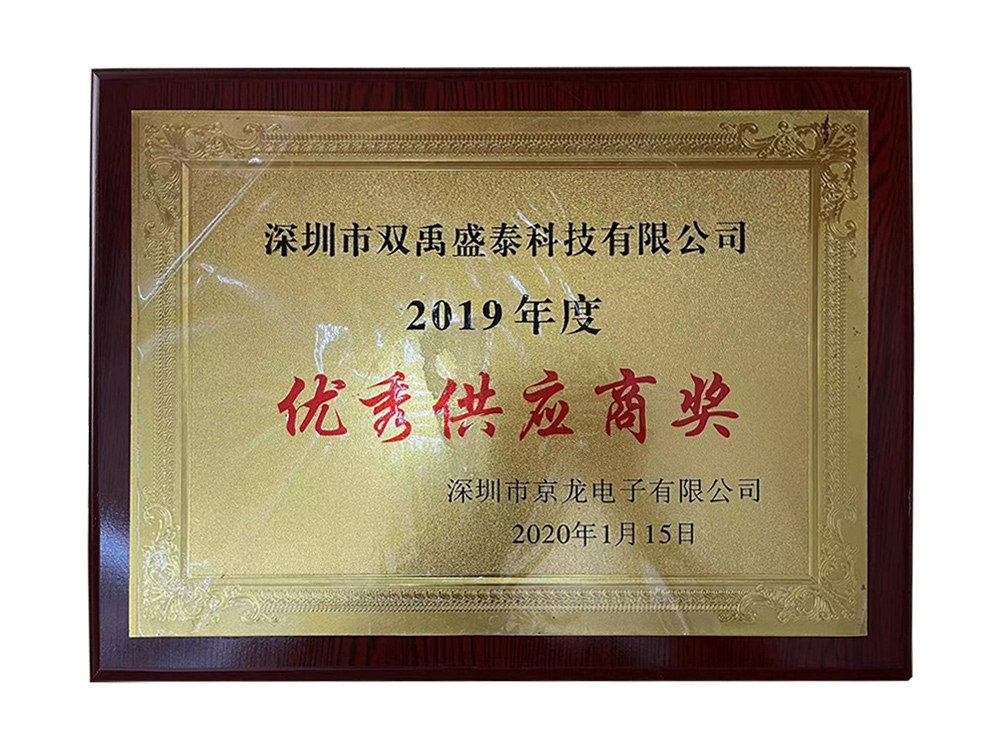 深圳市双禹盛泰科技有限公司
2019年度
优秀供应商奖
深圳市京龙电子有限公司
2020年1月15日